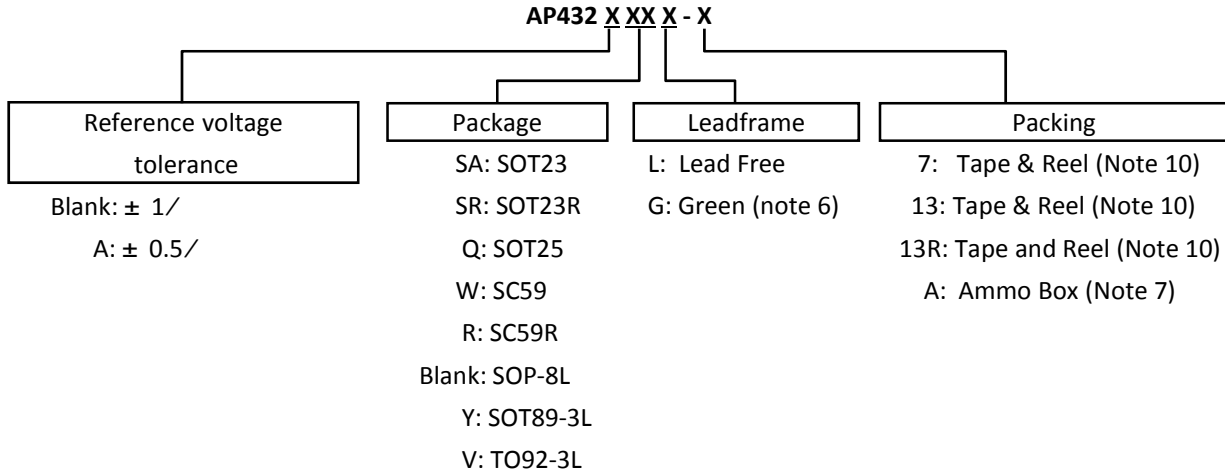 AP432 X XX X - X
Reference voltage
tolerance
Blank: ± 1∕
A: ± 0.5∕
Package
SA: SOT23
SR: SOT23R
Q: SOT25
W: SC59
R: SC59R
Blank: SOP-8L
Y: SOT89-3L
V: TO92-3L
Leadframe
L: Lead Free
G: Green (note 6)
Packing
7: Tape & Reel (Note 10)
13: Tape & Reel (Note 10)
13R: Tape and Reel (Note 10)
A: Ammo Box (Note 7)